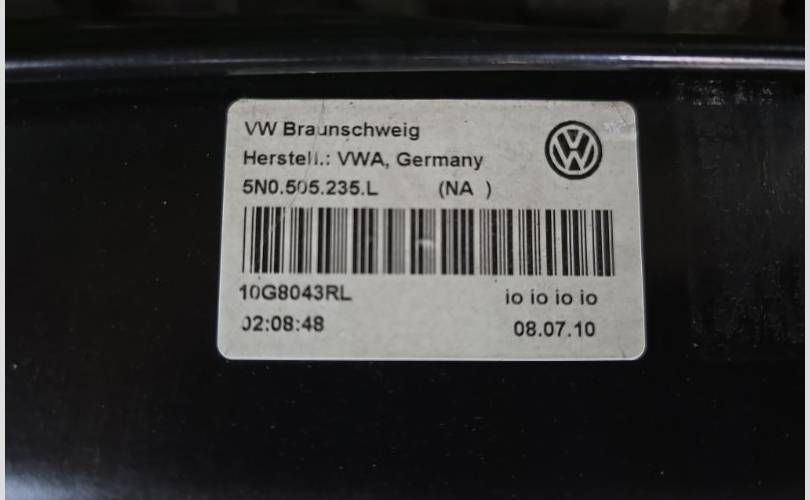 VW Braunschweig
Herstell.: VWA, Germany
5N0.505.235.L (NA )
10G8043RL io io io io
02:08:48 08.07.10